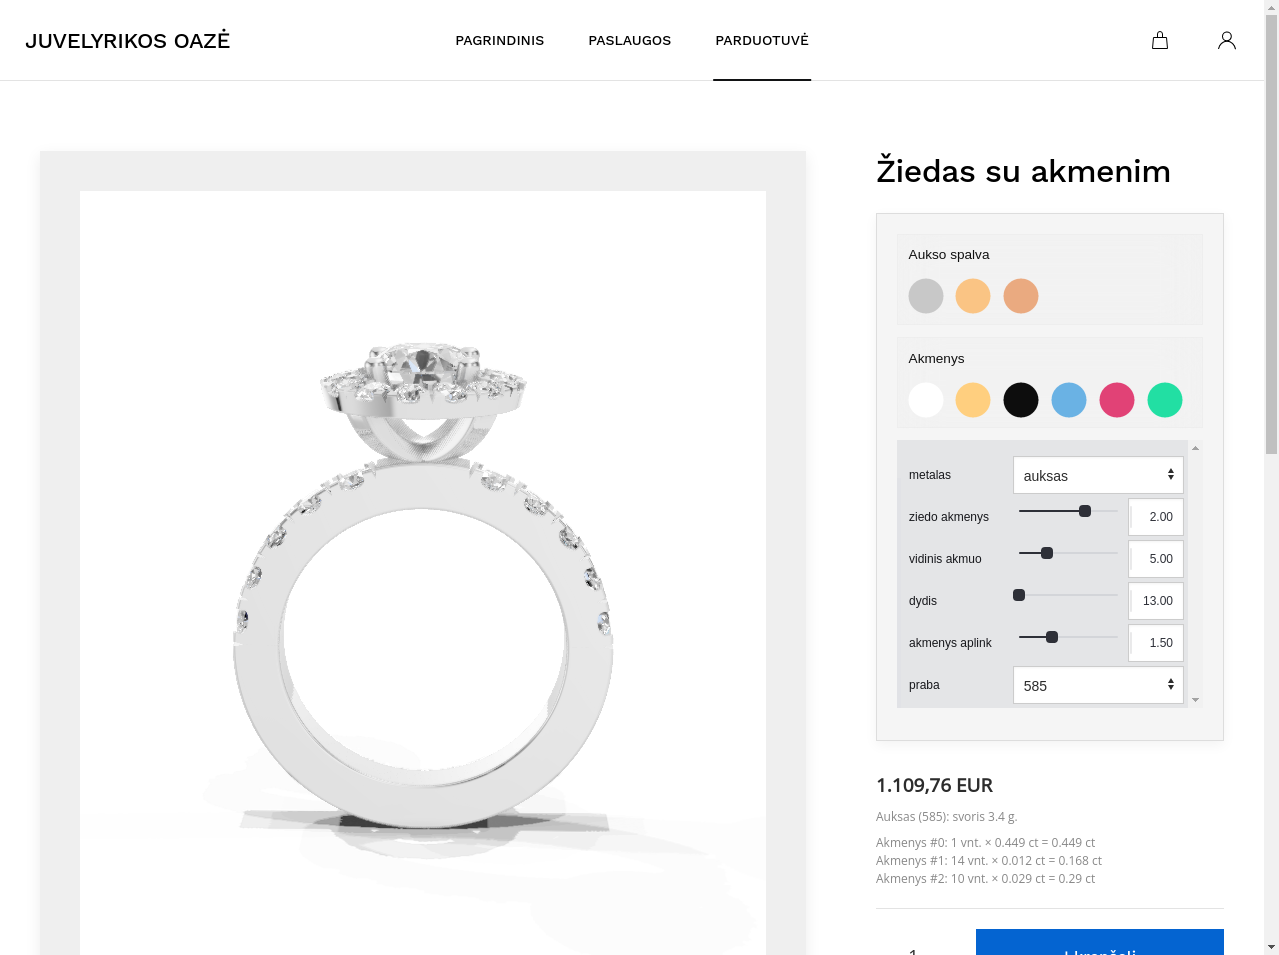 JUVELYRIKOS OAZĖ
PAGRINDINIS
PASLAUGOS
PARDUOTUVĖ
Žiedas su akmenim
Aukso spalva
Akmenys
metalas
auksas
ziedo akmenys
2.00
vidinis akmuo
5.00
dydis
13.00
akmenys aplink
1.50
praba
585
1.109,76 EUR
Auksas (585): svoris 3.4 g.
Akmenys #0: 1 vnt. × 0.449 ct = 0.449 ct
Akmenys #1: 14 vnt. × 0.012 ct = 0.168 ct
Akmenys #2: 10 vnt. × 0.029 ct = 0.29 ct
1